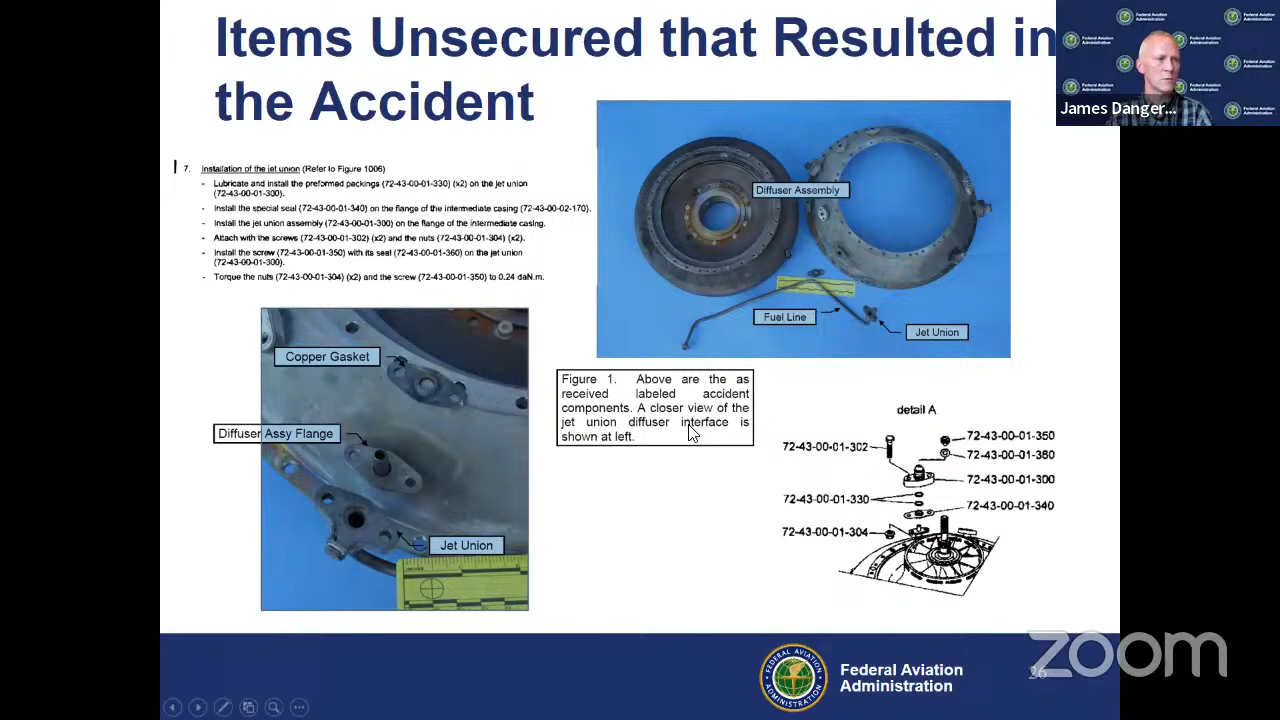 Items Unsecured that Resulted in
the Accident
Federal Aviation
Administration
James Danger...
7. Installation of the jet union (Refer to Figure 1006)
- Lubricate and install the preformed packings (72-43-00-01-330) (x2) on the jet union
(72-43-00-01-300).
- Install the special seal (72-43-00-01-340) on the flange of the intermediate casing (72-43-00-02-170).
- Install the jet union assembly (72-43-00-01-300) on the flange of the intermediate casing.
- Attach with the screws (72-43-00-01-302) (x2) and the nuts (72-43-00-01-304) (x2).
- Install the screw (72-43-00-01-350) with its seal (72-43-00-01-360) on the jet union
(72-43-00-01-300).
- Torque the nuts (72-43-00-01-304) (x2) and the screw (72-43-00-01-350) to 0.24 daN.m.
Diffuser Assembly
Fuel Line
Jet Union
Copper Gasket
Diffuser Assy Flange
Jet Union
Figure 1. Above are the as
received labeled accident
components. A closer view of the
jet union diffuser interface is
shown at left.
detail A
72-43-00-01-302
72-43-00-01-350
72-43-00-01-360
72-43-00-01-300
72-43-00-01-330
72-43-00-01-340
72-43-00-01-304
Federal Aviation
Administration
26
zoom